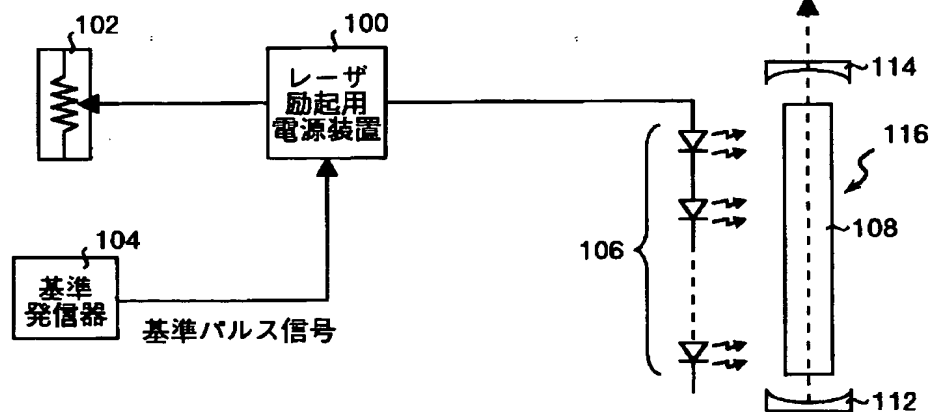 102
100
レーザ
励起用
電源装置
114
116
108
106
104
基準
発信器
基準パルス信号
112